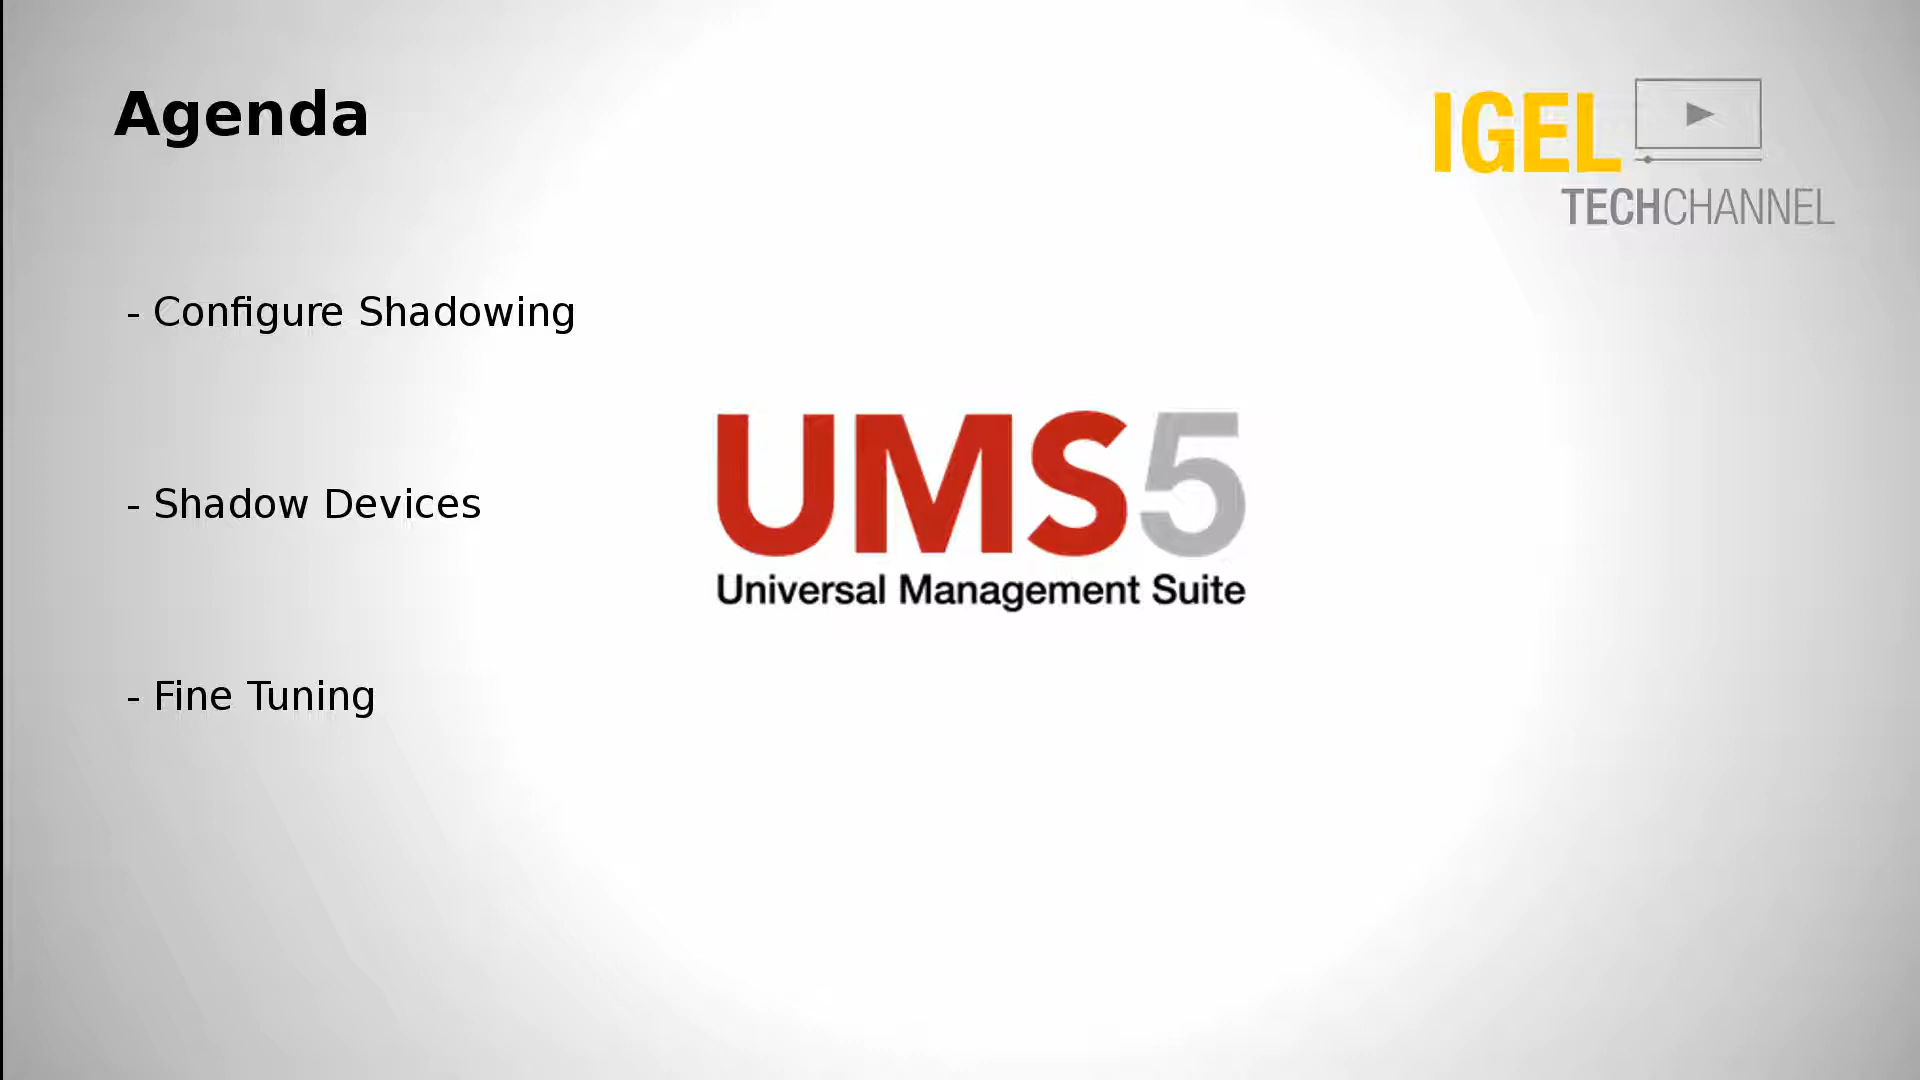 Agenda
IGEL
TECHCHANNEL
- Configure Shadowing
- Shadow Devices
- Fine Tuning
UMS5
Universal Management Suite